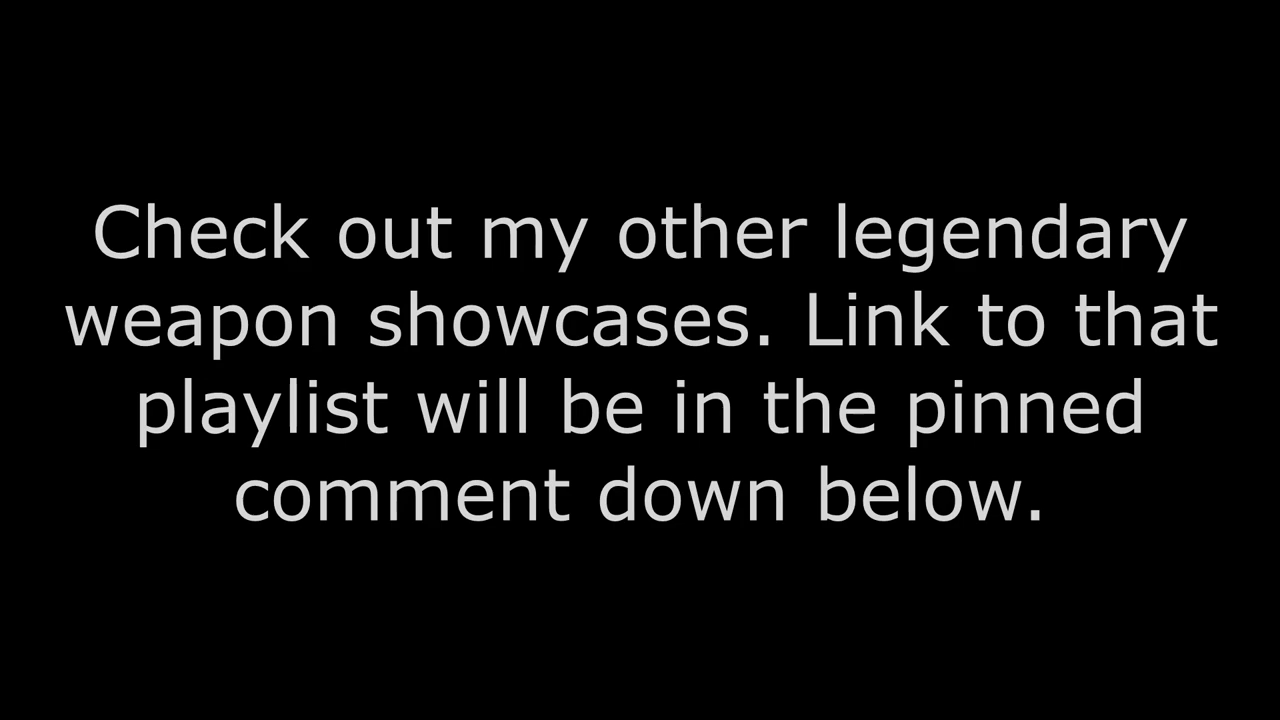 Check out my other legendary
weapon showcases. Link to that
playlist will be in the pinned
comment down below.